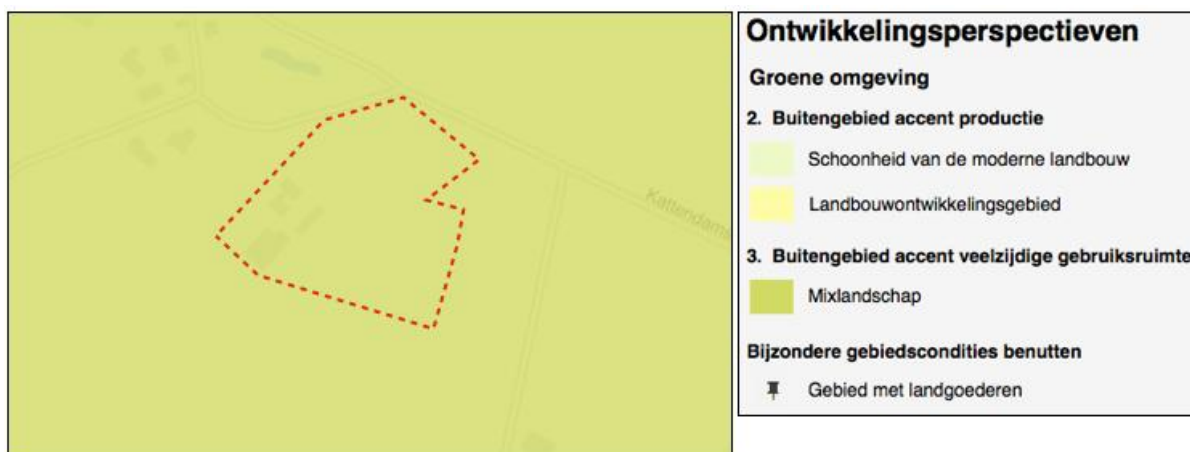 Kattendams
Ontwikkelingsperspectieven
Groene omgeving
2. Buitengebied accent productie
Schoonheid van de moderne landbouw
Landbouwontwikkelingsgebied
3. Buitengebied accent veelzijdige gebruiksruimte
Mixlandschap
Bijzondere gebiedscondities benutten
Gebied met landgoederen